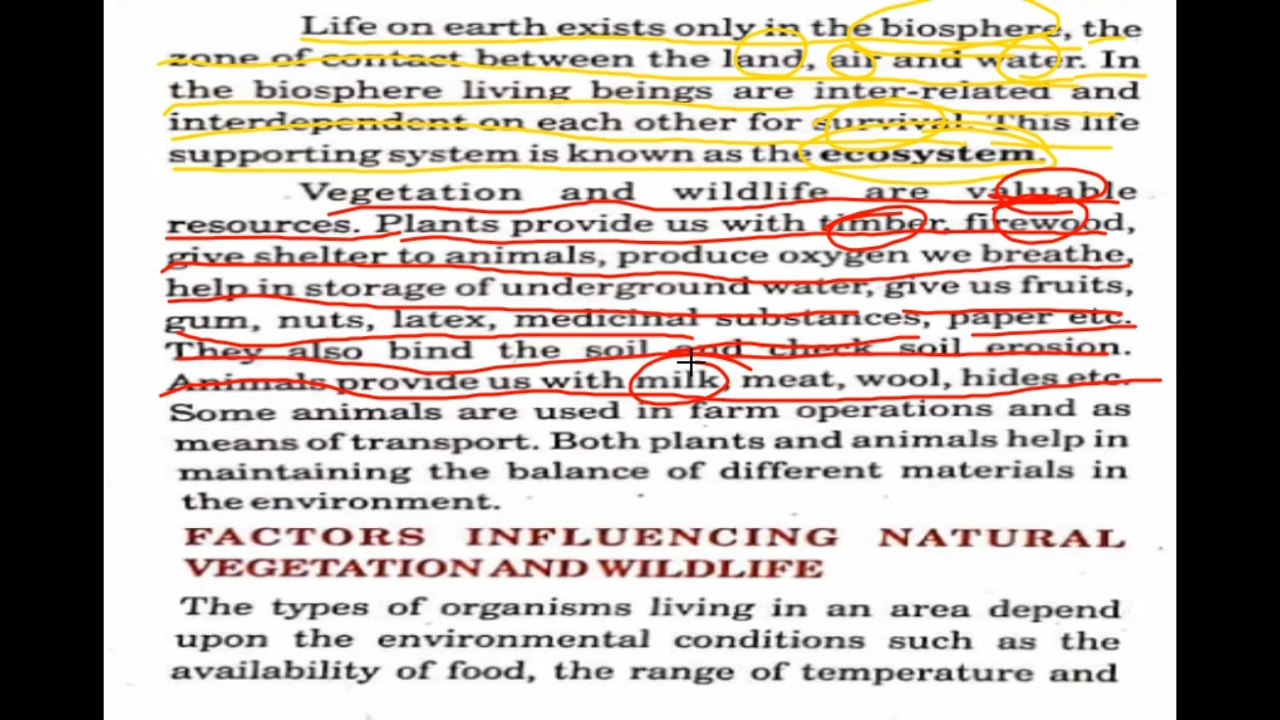 Life on earth exists only in the biosphere, the
zone of contact between the land, air and water. In
the biosphere living beings are inter-related and
interdependent on each other for survival. This life
supporting system is known as the ecosystem.
Vegetation and wildlife are valuable
resources. Plants provide us with timber, firewood,
give shelter to animals, produce oxygen we breathe,
help in storage of underground water, give us fruits,
gum, nuts, latex, medicinal substances, paper etc.
They also bind the soil and check soil erosion.
Animals provide us with milk, meat, wool, hides etc.
Some animals are used in farm operations and as
means of transport. Both plants and animals help in
maintaining the balance of different materials in
the environment.
FACTORS INFLUENCING NATURAL
VEGETATION AND WILDLIFE
The types of organisms living in an area depend
upon the environmental conditions such as the
availability of food, the range of temperature and